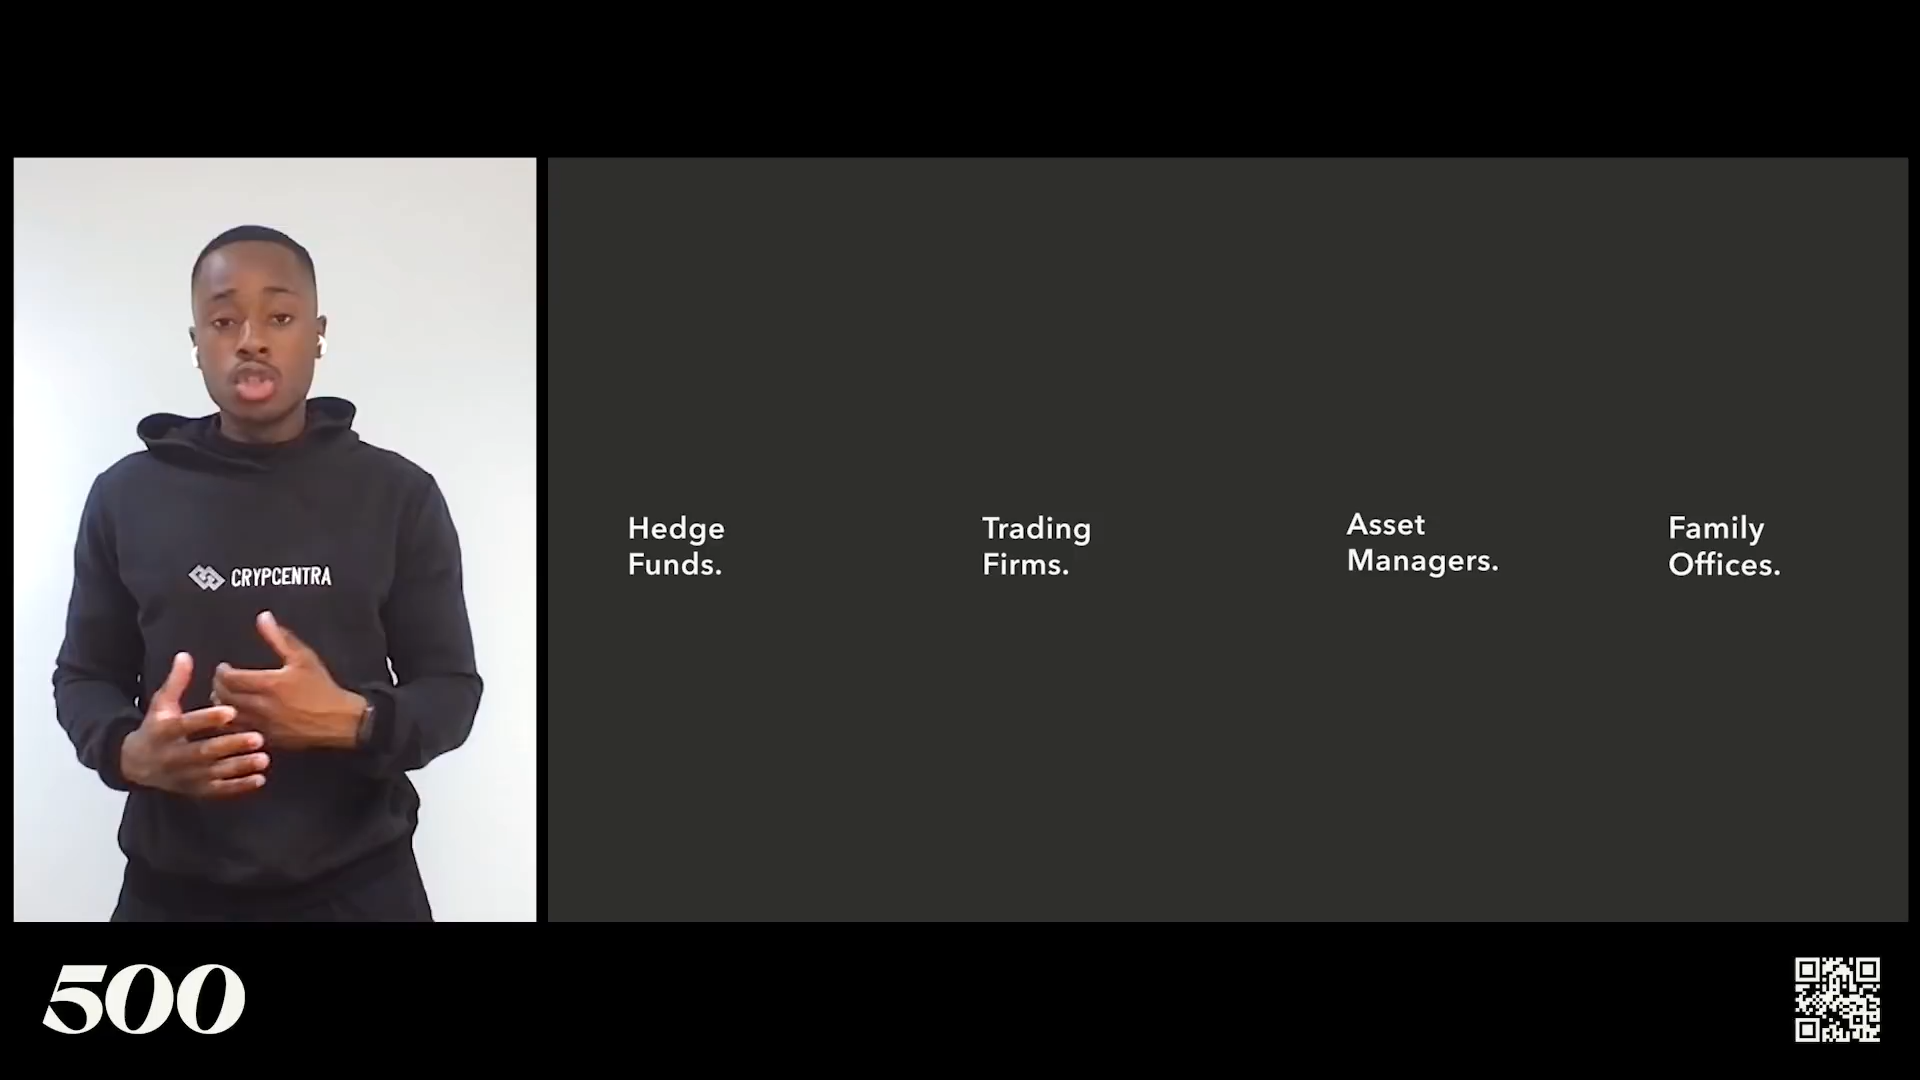 CRYPCENTRA
Hedge
Funds.
Trading
Firms.
Asset
Managers.
Family
Offices.
500